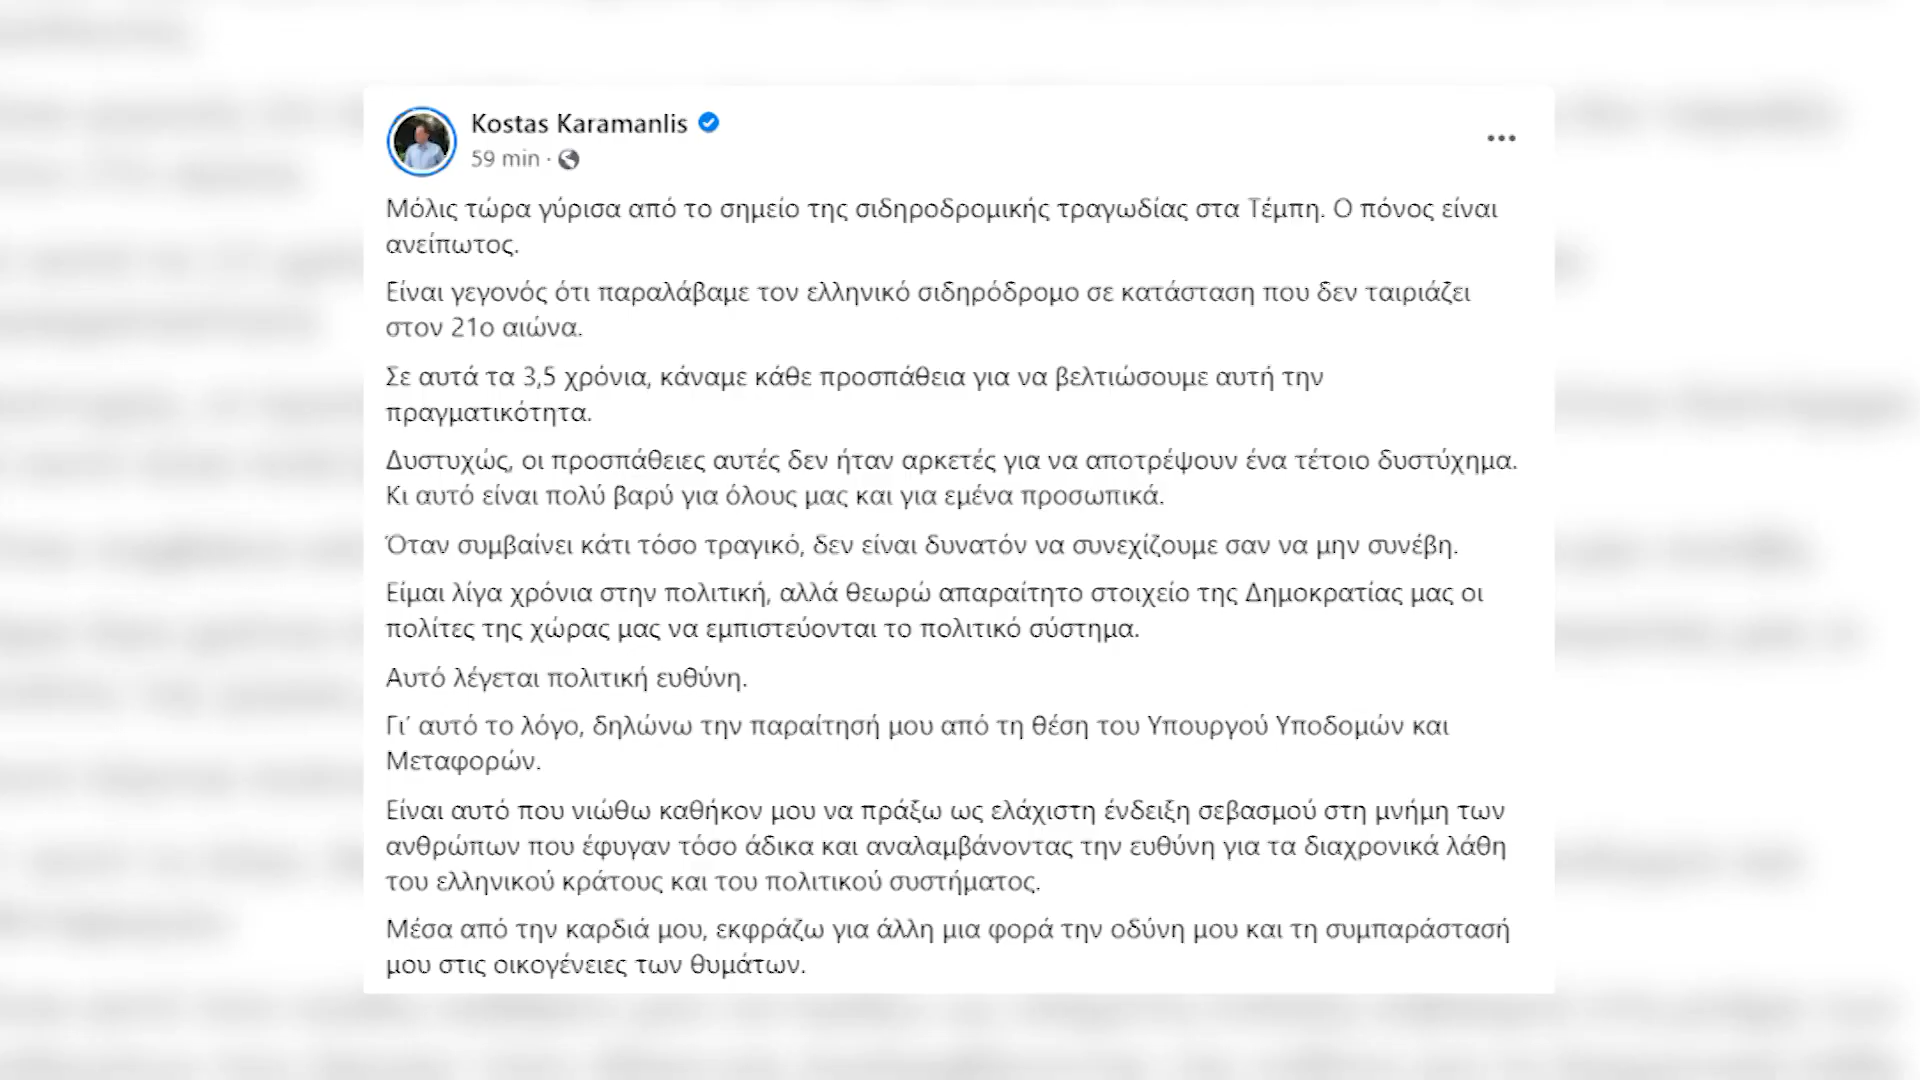 Kostas Karamanlis
59 min ·
Μόλις τώρα γύρισα από το σημείο της σιδηροδρομικής τραγωδίας στα Τέμπη. Ο πόνος είναι
ανείπωτος.
Είναι γεγονός ότι παραλάβαμε τον ελληνικό σιδηρόδρομο σε κατάσταση που δεν ταιριάζει
στον 21ο αιώνα.
Σε αυτά τα 3,5 χρόνια, κάναμε κάθε προσπάθεια για να βελτιώσουμε αυτή την
πραγματικότητα.
Δυστυχώς, οι προσπάθειες αυτές δεν ήταν αρκετές για να αποτρέψουν ένα τέτοιο δυστύχημα.
Κι αυτό είναι πολύ βαρύ για όλους μας και για εμένα προσωπικά.
Όταν συμβαίνει κάτι τόσο τραγικό, δεν είναι δυνατόν να συνεχίζουμε σαν να μην συνέβη.
Είμαι λίγα χρόνια στην πολιτική, αλλά θεωρώ απαραίτητο στοιχείο της Δημοκρατίας μας οι
πολίτες της χώρας μας να εμπιστεύονται το πολιτικό σύστημα.
Αυτό λέγεται πολιτική ευθύνη.
Γι’ αυτό το λόγο, δηλώνω την παραίτησή μου από τη θέση του Υπουργού Υποδομών και
Μεταφορών.
Είναι αυτό που νιώθω καθήκον μου να πράξω ως ελάχιστη ένδειξη σεβασμού στη μνήμη των
ανθρώπων που έφυγαν τόσο άδικα και αναλαμβάνοντας την ευθύνη για τα διαχρονικά λάθη
του ελληνικού κράτους και του πολιτικού συστήματος.
Μέσα από την καρδιά μου, εκφράζω για άλλη μια φορά την οδύνη μου και τη συμπαράστασή
μου στις οικογένειες των θυμάτων.